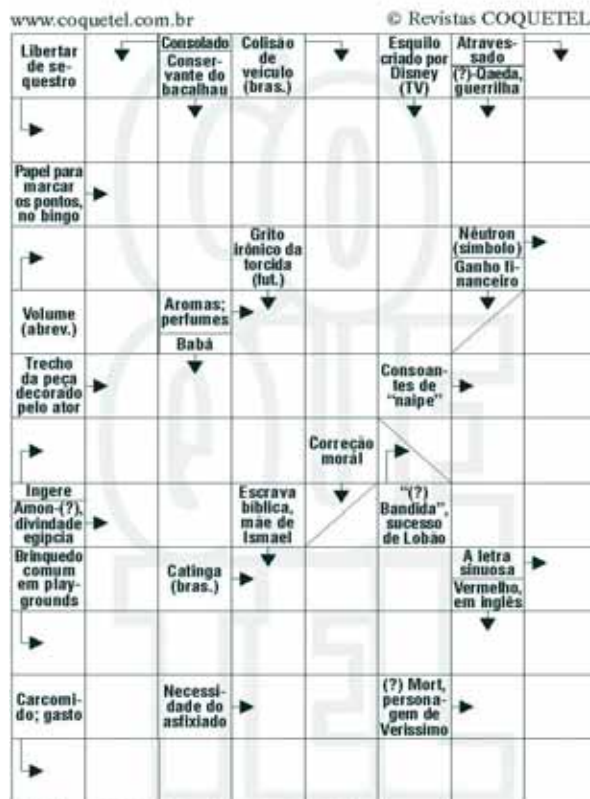 www.coquetel.com.br
© Revistas COQUETEL
Libertar
de se-
questro
Consolado
Conser-
vante do
bacalhau
Colisão
de
veículo
(bras.)
Esquilo
criado por
Disney
(TV)
Atraves-
sado
(?)-Qaeda,
guerrilha
Papel para
marcar
os pontos,
no bingo
Grito
irônico da
torcida
(fut.)
Nêutron
(símbolo)
Ganho fi-
nanceiro
Volume
(abrev.)
Aromas;
perfumes
Babá
Trecho
da peça
decorado
pelo ator
Consoan-
tes de
"naipe"
Correção
moral
Ingere
Amon-(?),
divindade
egípcia
Escrava
bíblica,
mãe de
Ismael
"(?)
Bandida",
sucesso
de Lobão
Brinquedo
comum
em play-
grounds
Catinga
(bras.)
A letra
sinuosa
Vermelho,
em inglês
Carcomi-
do; gasto
Necessi-
dade do
asfixiado
(?) Mort,
persona-
gem de
Verissimo